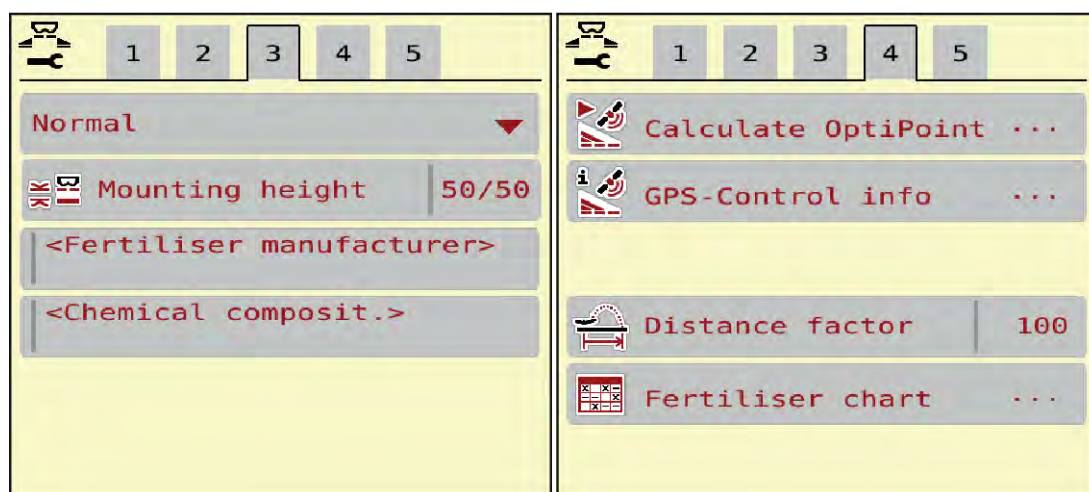 1 2 3 4 5
Normal
Mounting height 50/50
<Fertiliser manufacturer>
<Chemical composit.>
1 2 3 4 5
Calculate OptiPoint ...
i
GPS-Control info ...
Distance factor 100
Fertiliser chart ...